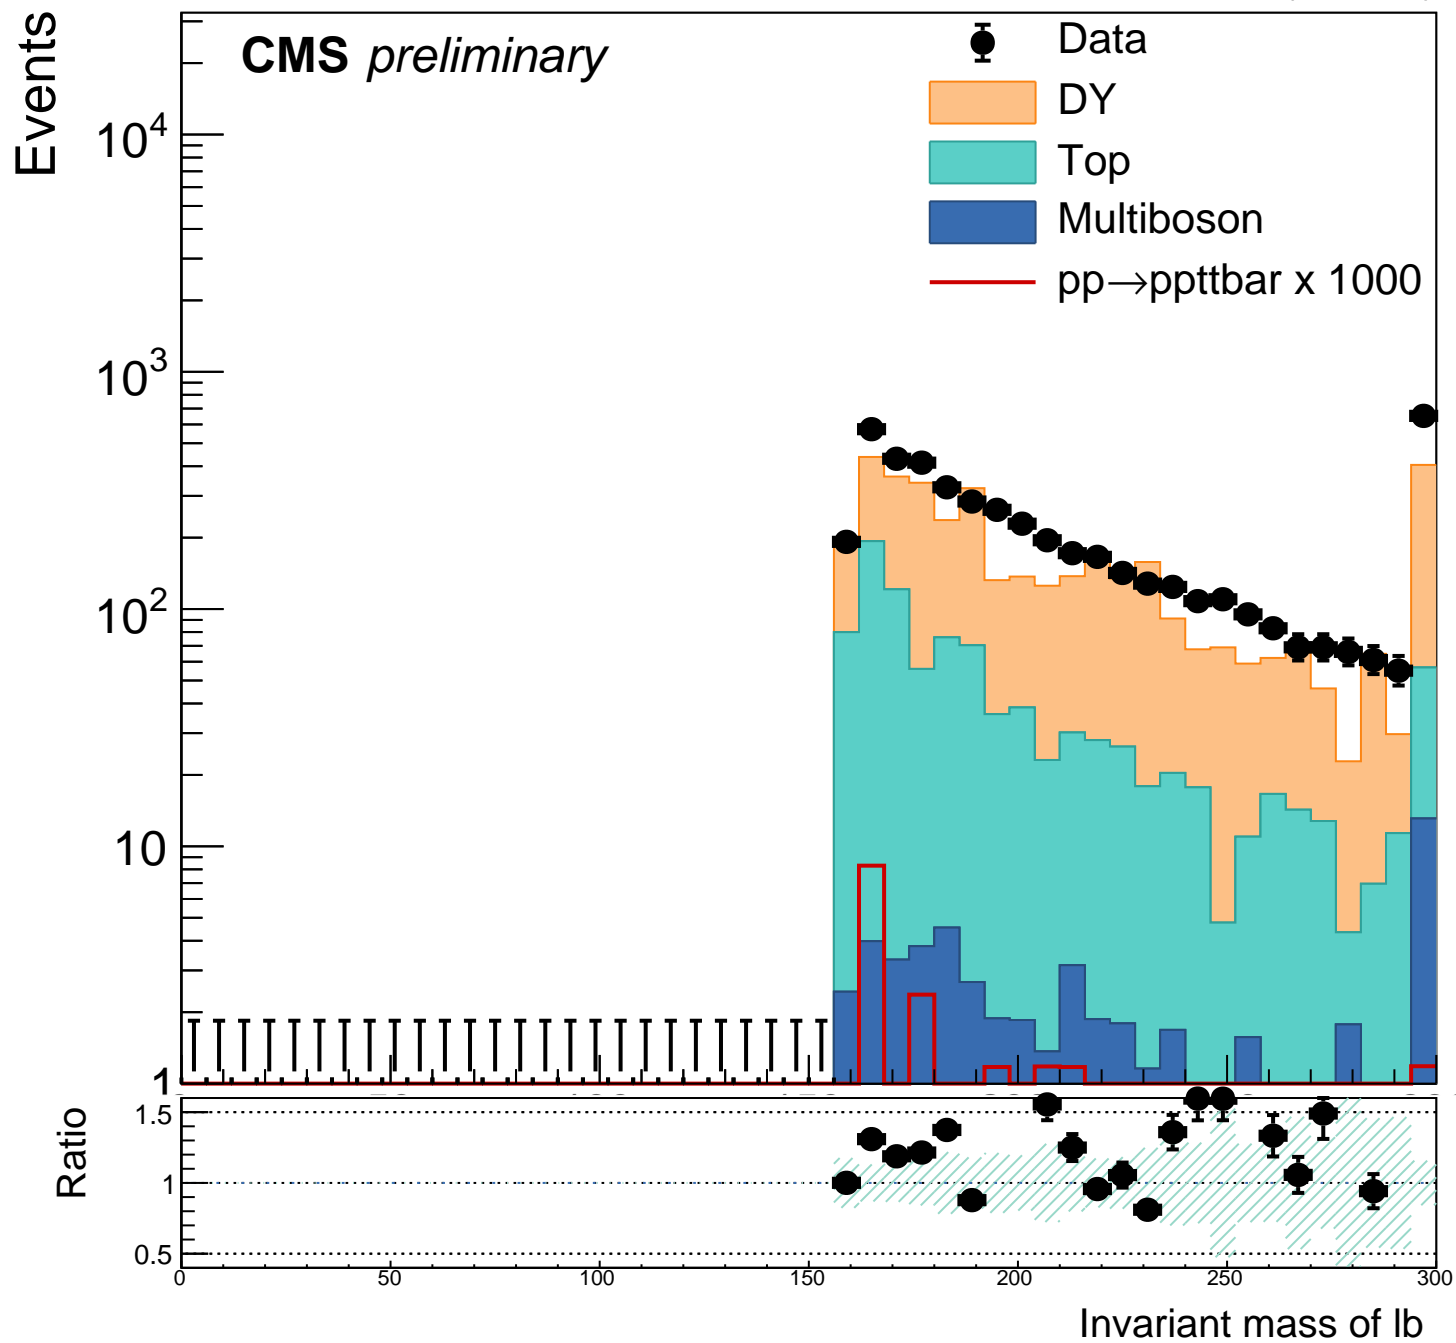 CMS preliminary
Events
Data
DY
Top
Multiboson
pp→ppttbar x 1000
10⁴
10³
10²
10
1
Ratio
1.5
1
0.5
0 50 100 150 200 250 300
Invariant mass of lb